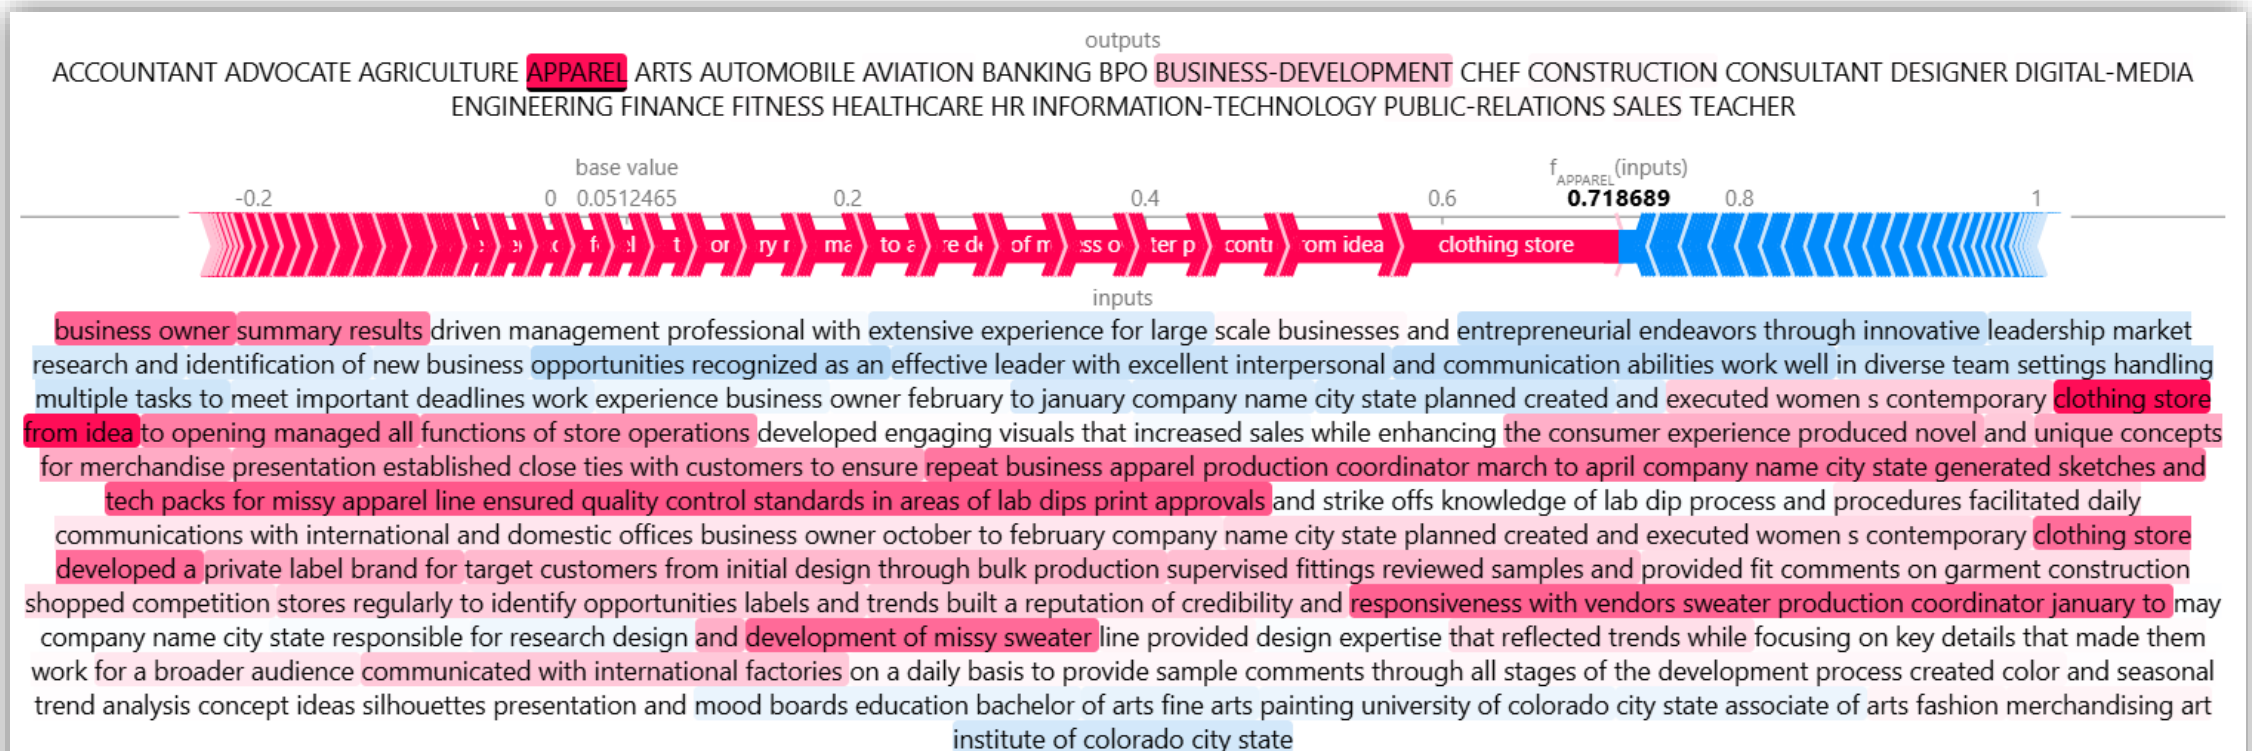 outputs
ACCOUNTANT ADVOCATE AGRICULTURE APPAREL ARTS AUTOMOBILE AVIATION BANKING BPO BUSINESS-DEVELOPMENT CHEF CONSTRUCTION CONSULTANT DESIGNER DIGITAL-MEDIA
ENGINEERING FINANCE FITNESS HEALTHCARE HR INFORMATION-TECHNOLOGY PUBLIC-RELATIONS SALES TEACHER
base value
f APPAREL (inputs)
-0.2 0 0.0512465 0.2 0.4 0.6 0.718689 0.8 1
ma to a re d of m ss o ter p contr om idea clothing store
inputs
business owner summary results driven management professional with extensive experience for large scale businesses and entrepreneurial endeavors through innovative leadership market
research and identification of new business opportunities recognized as an effective leader with excellent interpersonal and communication abilities work well in diverse team settings handling
multiple tasks to meet important deadlines work experience business owner february to january company name city state planned created and executed women s contemporary clothing store
from idea to opening managed all functions of store operations developed engaging visuals that increased sales while enhancing the consumer experience produced novel and unique concepts
for merchandise presentation established close ties with customers to ensure repeat business apparel production coordinator march to april company name city state generated sketches and
tech packs for missy apparel line ensured quality control standards in areas of lab dips print approvals and strike offs knowledge of lab dip process and procedures facilitated daily
communications with international and domestic offices business owner october to february company name city state planned created and executed women s contemporary clothing store
developed a private label brand for target customers from initial design through bulk production supervised fittings reviewed samples and provided fit comments on garment construction
shopped competition stores regularly to identify opportunities labels and trends built a reputation of credibility and responsiveness with vendors sweater production coordinator january to may
company name city state responsible for research design and development of missy sweater line provided design expertise that reflected trends while focusing on key details that made them
work for a broader audience communicated with international factories on a daily basis to provide sample comments through all stages of the development process created color and seasonal
trend analysis concept ideas silhouettes presentation and mood boards education bachelor of arts fine arts painting university of colorado city state associate of arts fashion merchandising art
institute of colorado city state